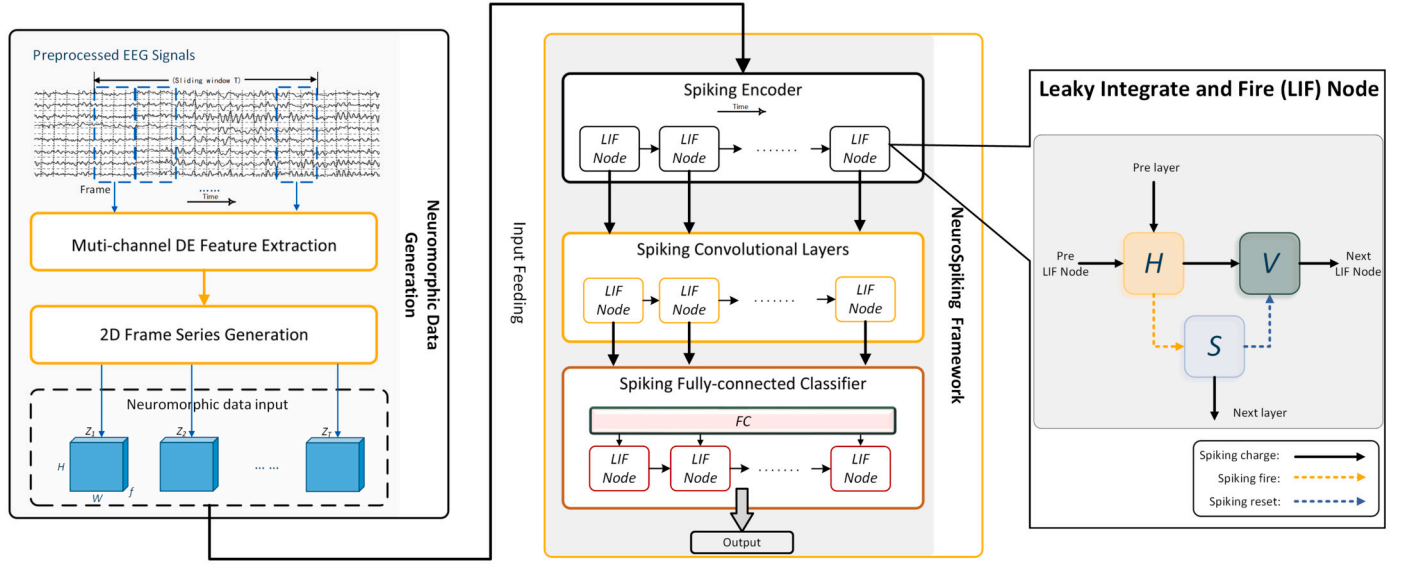 Preprocessed EEG Signals
(Sliding window T)
Frame
......
Time
Muti-channel DE Feature Extraction
2D Frame Series Generation
Neuromorphic data input
Z1 Z2 ZT
H
... ...
W
f
Neuromorphic Data
Generation
Input Feeding
Spiking Encoder
Time
LIF Node
LIF Node
.......
LIF Node
Spiking Convolutional Layers
LIF Node
LIF Node
.......
LIF Node
Spiking Fully-connected Classifier
FC
LIF Node
LIF Node
.......
LIF Node
Output
NeuroSpiking Framework
Leaky Integrate and Fire (LIF) Node
Pre layer
Pre
LIF Node
H
V
Next
LIF Node
S
Next layer
Spiking charge:
Spiking fire:
Spiking reset: